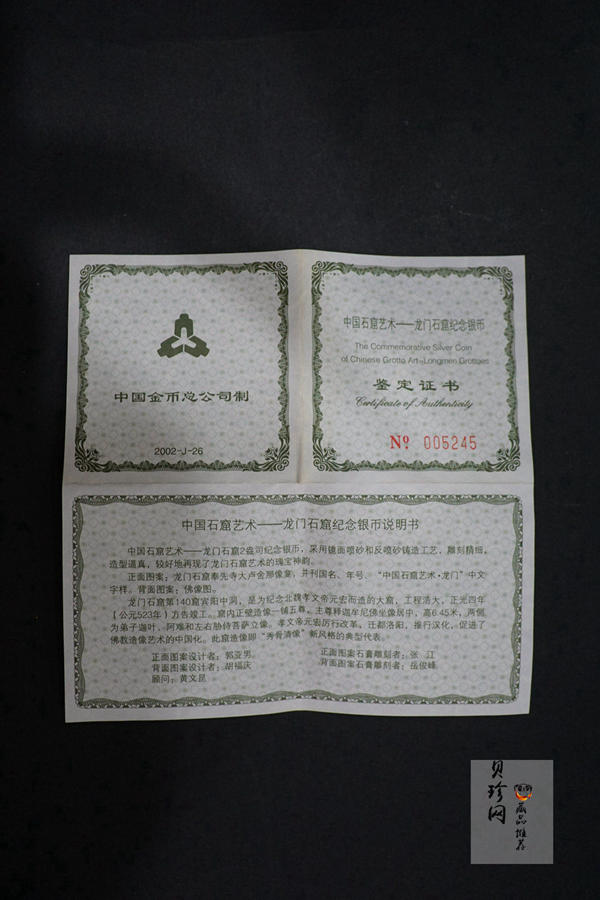 中国金币总公司制
2002-J-26
中国石窟艺术——龙门石窟纪念银币
The Commemorative Silver Coin
of Chinese Grotto Art-Longmen Grottoes
鉴定证书
Certificate of Authenticity
Nº 005245
中国石窟艺术——龙门石窟纪念银币说明书
中国石窟艺术——龙门石窟2盎司纪念银币，采用镜面喷砂和反喷砂铸造工艺，雕刻精细，
造型逼真，较好地再现了龙门石窟艺术的瑰宝神韵。
正面图案：龙门石窟奉先寺大卢舍那像龛，并刊国名、年号、“中国石窟艺术·龙门”中文
字样。背面图案：佛像图。
龙门石窟第140窟宾阳中洞，是为纪念北魏孝文帝元宏而造的大窟，工程浩大，正光四年
（公元523年）方告竣工。窟内正壁造像一铺五尊，主尊释迦牟尼佛坐像居中，高6.45米，两侧
为弟子迦叶、阿难和左右胁侍菩萨立像。孝文帝元宏厉行改革，迁都洛阳，推行汉化，促进了
佛教造像艺术的中国化。此窟造像即“秀骨清像”新风格的典型代表。
正面图案设计者：郭亚男 正面图案石膏雕刻者：张 江
背面图案设计者：胡福庆 背面图案石膏雕刻者：岳俊峰
顾问：黄文昆
贝珍网
藏品推荐